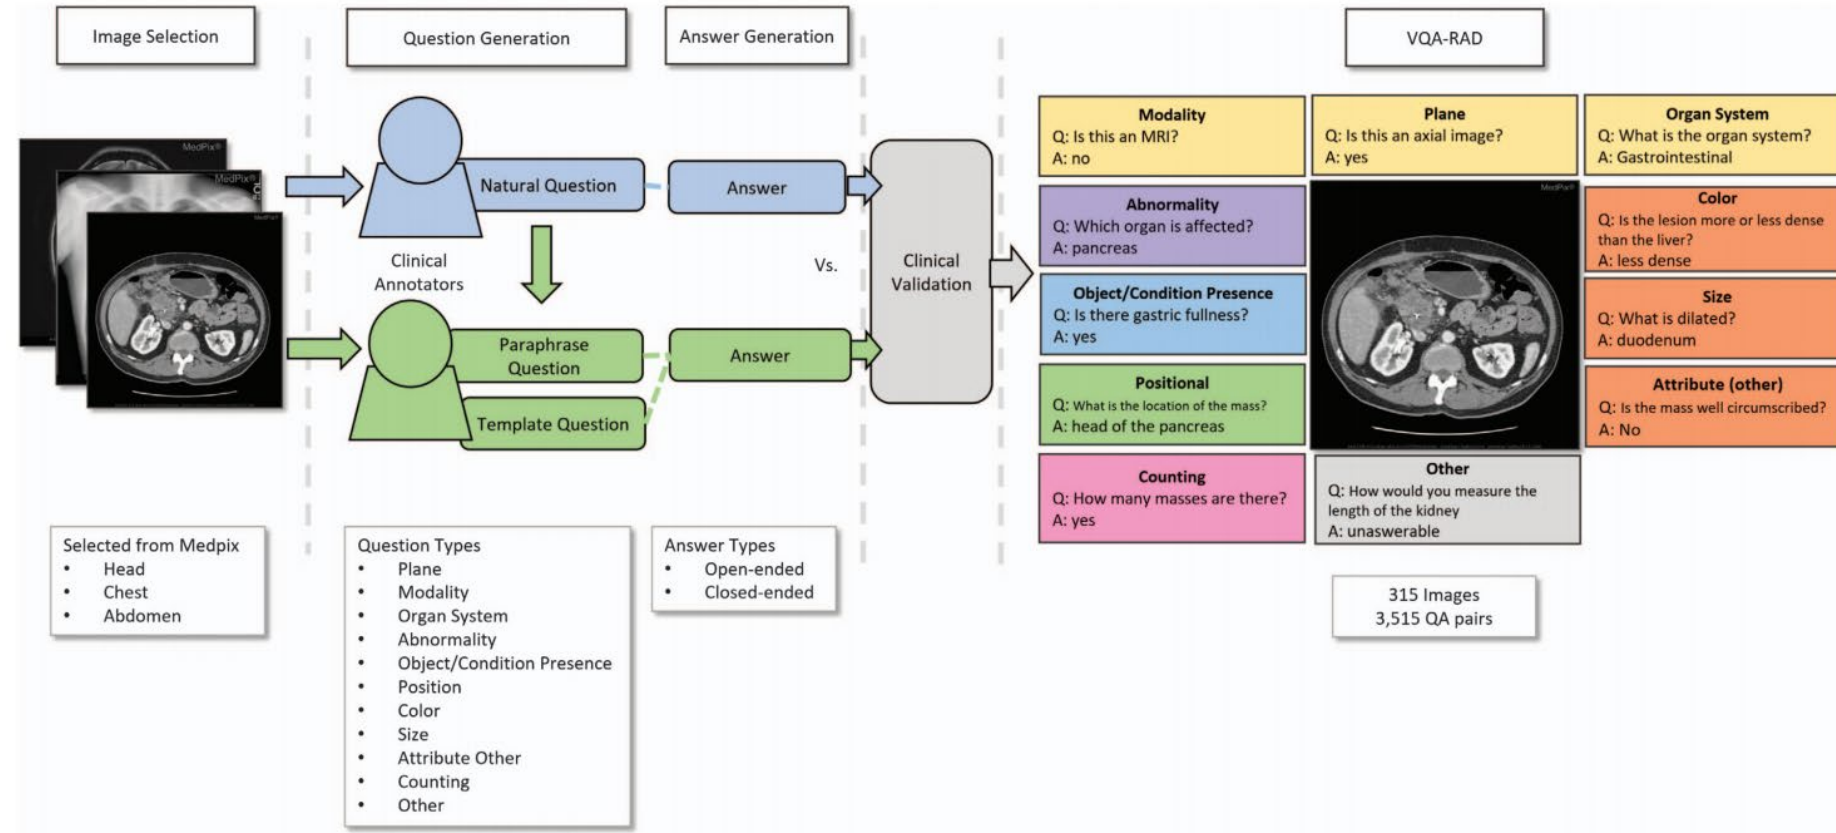 Image Selection
Question Generation
Answer Generation
VQA-RAD
MedPix®
MedPix®
MedPix®
Natural Question
Answer
Clinical
Annotators
Vs.
Paraphrase
Question
Answer
Template Question
Clinical
Validation
Modality
Q: Is this an MRI?
A: no
Plane
Q: Is this an axial image?
A: yes
Organ System
Q: What is the organ system?
A: Gastrointestinal
Abnormality
Q: Which organ is affected?
A: pancreas
MedPix®
Color
Q: Is the lesion more or less dense
than the liver?
A: less dense
Object/Condition Presence
Q: Is there gastric fullness?
A: yes
Size
Q: What is dilated?
A: duodenum
Positional
Q: What is the location of the mass?
A: head of the pancreas
Attribute (other)
Q: Is the mass well circumscribed?
A: No
Counting
Q: How many masses are there?
A: yes
Other
Q: How would you measure the
length of the kidney
A: unaswerable
Selected from Medpix
• Head
• Chest
• Abdomen
Question Types
• Plane
• Modality
• Organ System
• Abnormality
• Object/Condition Presence
• Position
• Color
• Size
• Attribute Other
• Counting
• Other
Answer Types
• Open-ended
• Closed-ended
315 Images
3,515 QA pairs